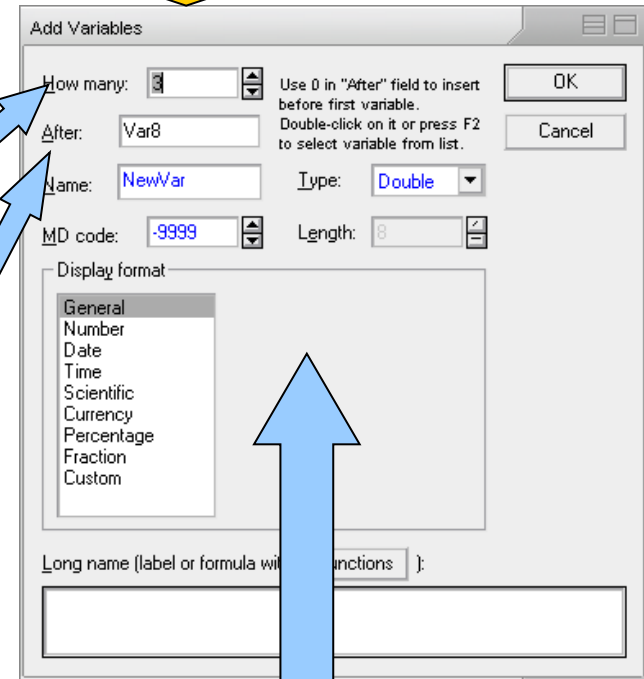 Add Variables
How many: 3
Use 0 in "After" field to insert
before first variable.
Double-click on it or press F2
to select variable from list.
OK
After: Var8
Cancel
Name: NewVar
Type: Double
MD code: -9999
Length: 8
Display format
General
Number
Date
Time
Scientific
Currency
Percentage
Fraction
Custom
Long name (label or formula ):